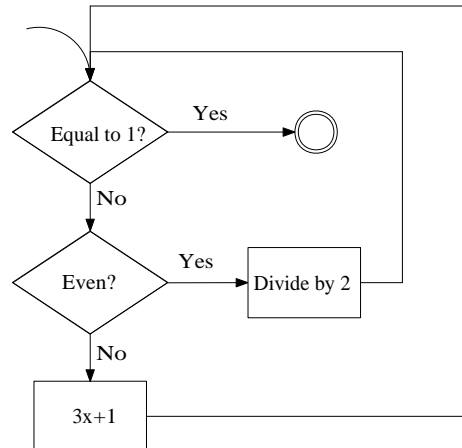 Yes
Equal to 1?
No
Yes
Even?
Divide by 2
No
3x+1